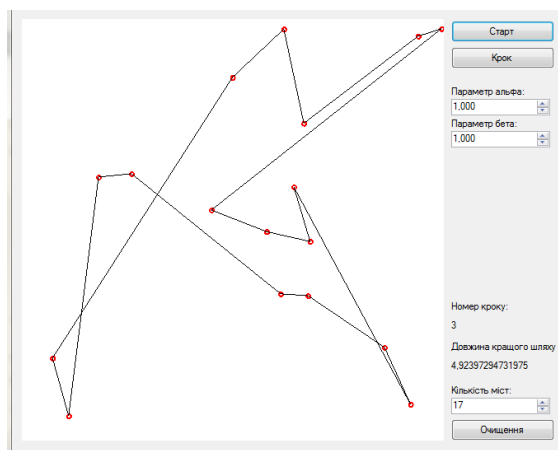 Старт
Крок
Параметр альфа:
1,000
Параметр бета:
1,000
Номер кроку:
3
Довжина кращого шляху
4,92397294731975
Кількість міст:
17
Очищення